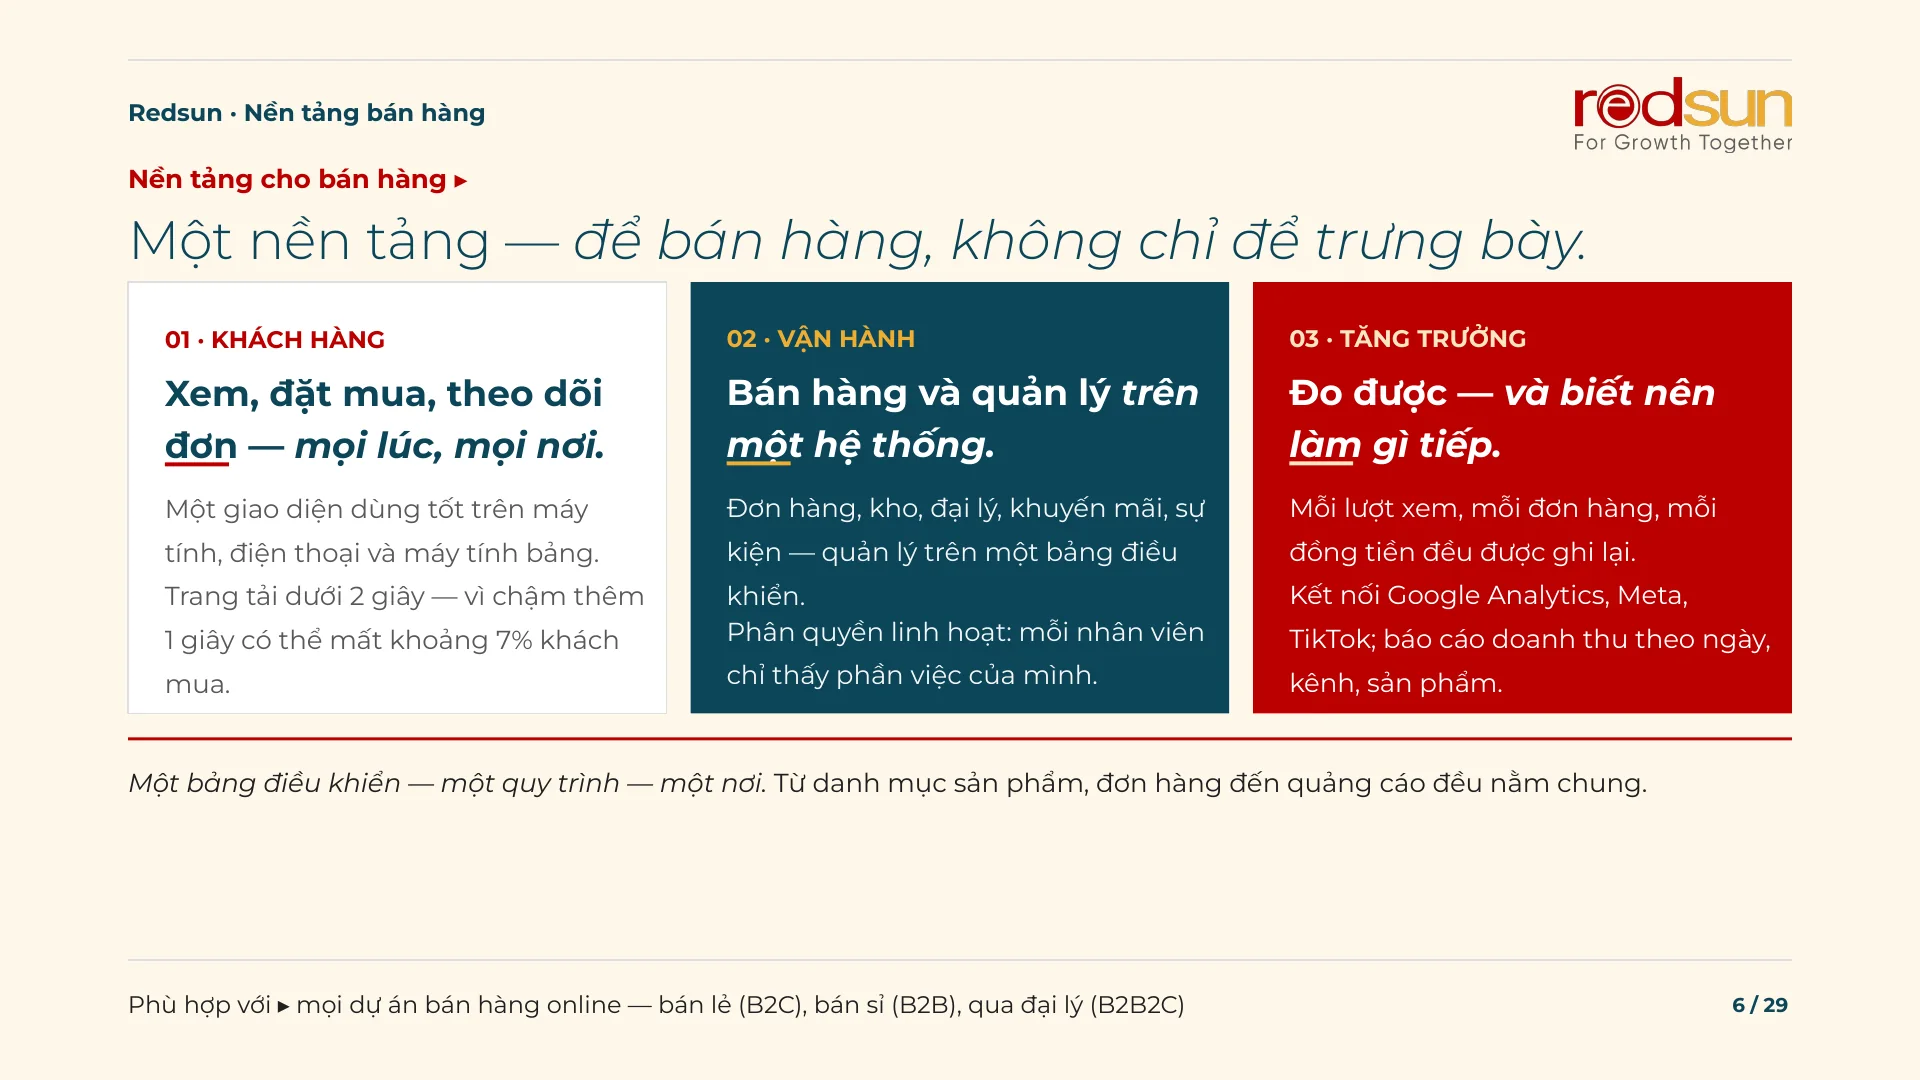 Redsun · Nền tảng bán hàng
redsun
For Growth Together
Nền tảng cho bán hàng ▸
Một nền tảng — để bán hàng, không chỉ để trưng bày.
01 · KHÁCH HÀNG
Xem, đặt mua, theo dõi
đơn — mọi lúc, mọi nơi.
Một giao diện dùng tốt trên máy
tính, điện thoại và máy tính bảng.
Trang tải dưới 2 giây — vì chậm thêm
1 giây có thể mất khoảng 7% khách
mua.
02 · VẬN HÀNH
Bán hàng và quản lý trên
một hệ thống.
Đơn hàng, kho, đại lý, khuyến mãi, sự
kiện — quản lý trên một bảng điều
khiển.
Phân quyền linh hoạt: mỗi nhân viên
chỉ thấy phần việc của mình.
03 · TĂNG TRƯỞNG
Đo được — và biết nên
làm gì tiếp.
Mỗi lượt xem, mỗi đơn hàng, mỗi
đồng tiền đều được ghi lại.
Kết nối Google Analytics, Meta,
TikTok; báo cáo doanh thu theo ngày,
kênh, sản phẩm.
Một bảng điều khiển — một quy trình — một nơi. Từ danh mục sản phẩm, đơn hàng đến quảng cáo đều nằm chung.
Phù hợp với ▸ mọi dự án bán hàng online — bán lẻ (B2C), bán sỉ (B2B), qua đại lý (B2B2C)
6 / 29